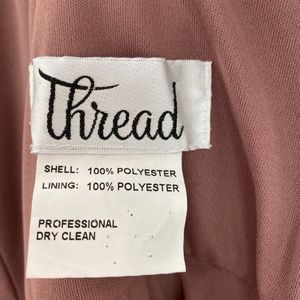 Thread
SHELL: 100% POLYESTER
LINING: 100% POLYESTER
PROFESSIONAL
DRY CLEAN